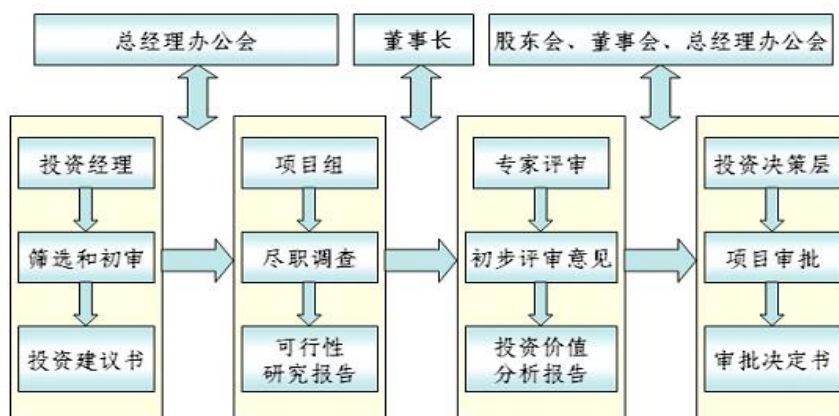 总经理办公会
董事长
股东会、董事会、总经理办公会
投资经理
项目组
专家评审
投资决策层
筛选和初审
尽职调查
初步评审意见
项目审批
投资建议书
可行性
研究报告
投资价值
分析报告
审批决定书